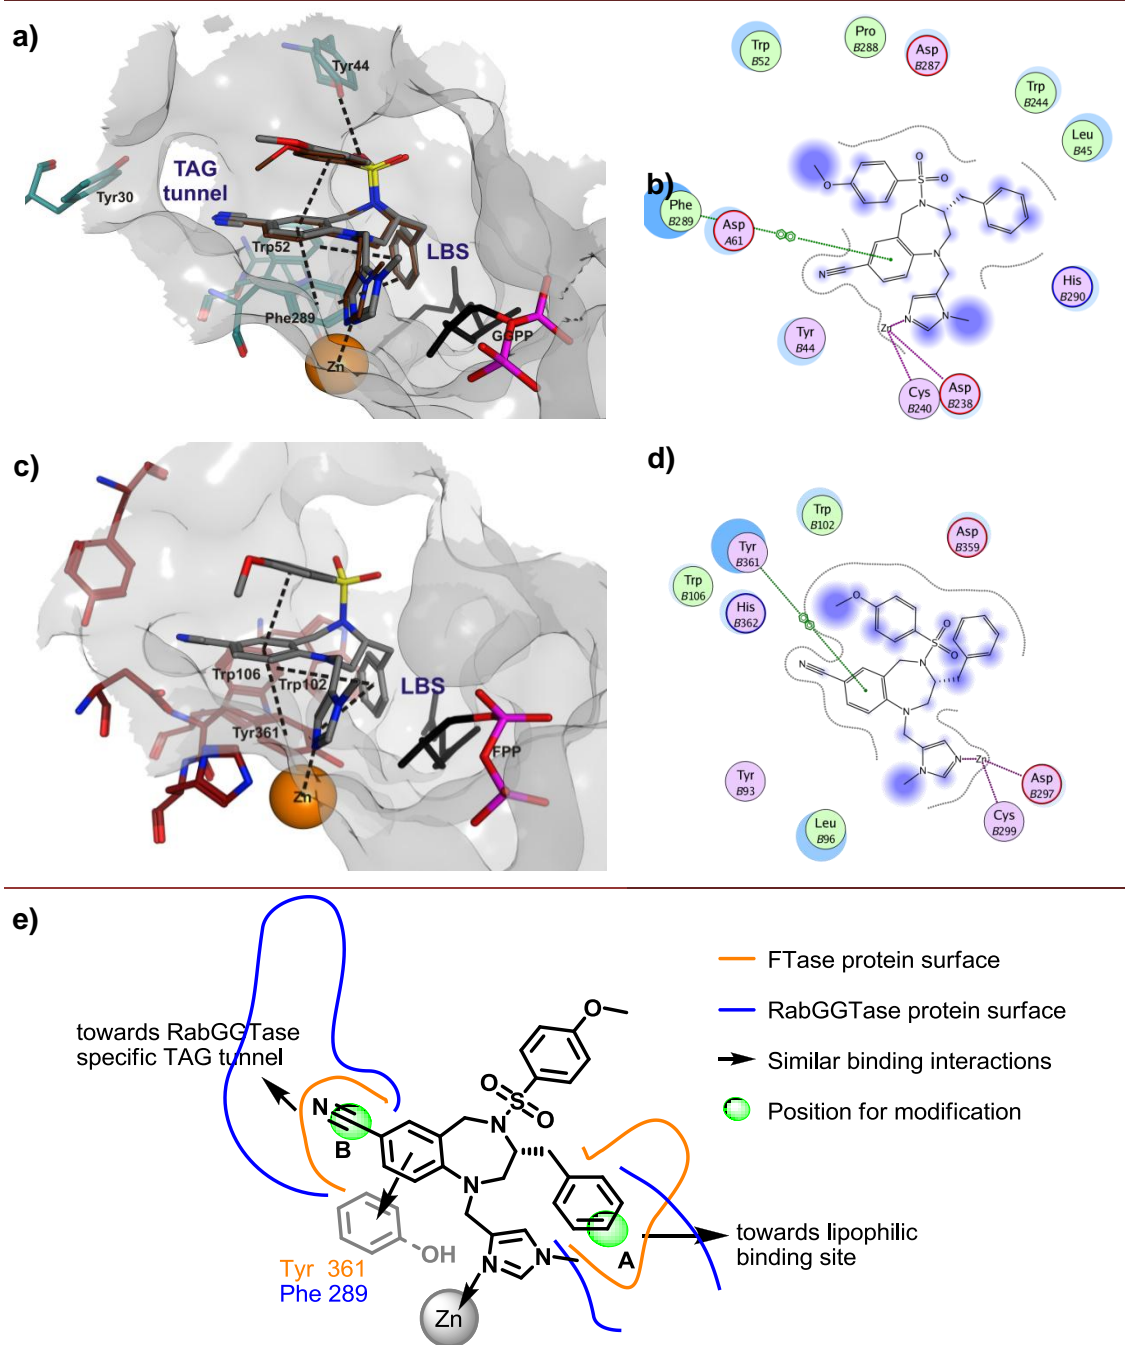 a)
Tyr44
TAG
tunnel
Tyr30
Trp52
LBS
Phe289
GGPP
Zn
b)
Trp
B52
Pro
B288
Asp
B287
Trp
B244
Leu
B45
Phe
B289
Asp
A61
His
B290
Tyr
B44
Cys
B240
Asp
B238
O
S
O
O
N
N
N
N
N
Zn
c)
Trp106
Trp102
LBS
Tyr361
FPP
Zn
d)
Trp
B102
Asp
B359
Tyr
B361
Trp
B106
His
B362
Tyr
B93
Leu
B96
Asp
B297
Cys
B299
O
O
S
O
N
N
N
N
N
Zn
e)
FTase protein surface
RabGGTase protein surface
Similar binding interactions
Position for modification
towards RabGGTase
specific TAG tunnel
O
O
S
O
N
N
B
N
N
N
OH
A
towards lipophilic
binding site
Tyr 361
Phe 289
Zn